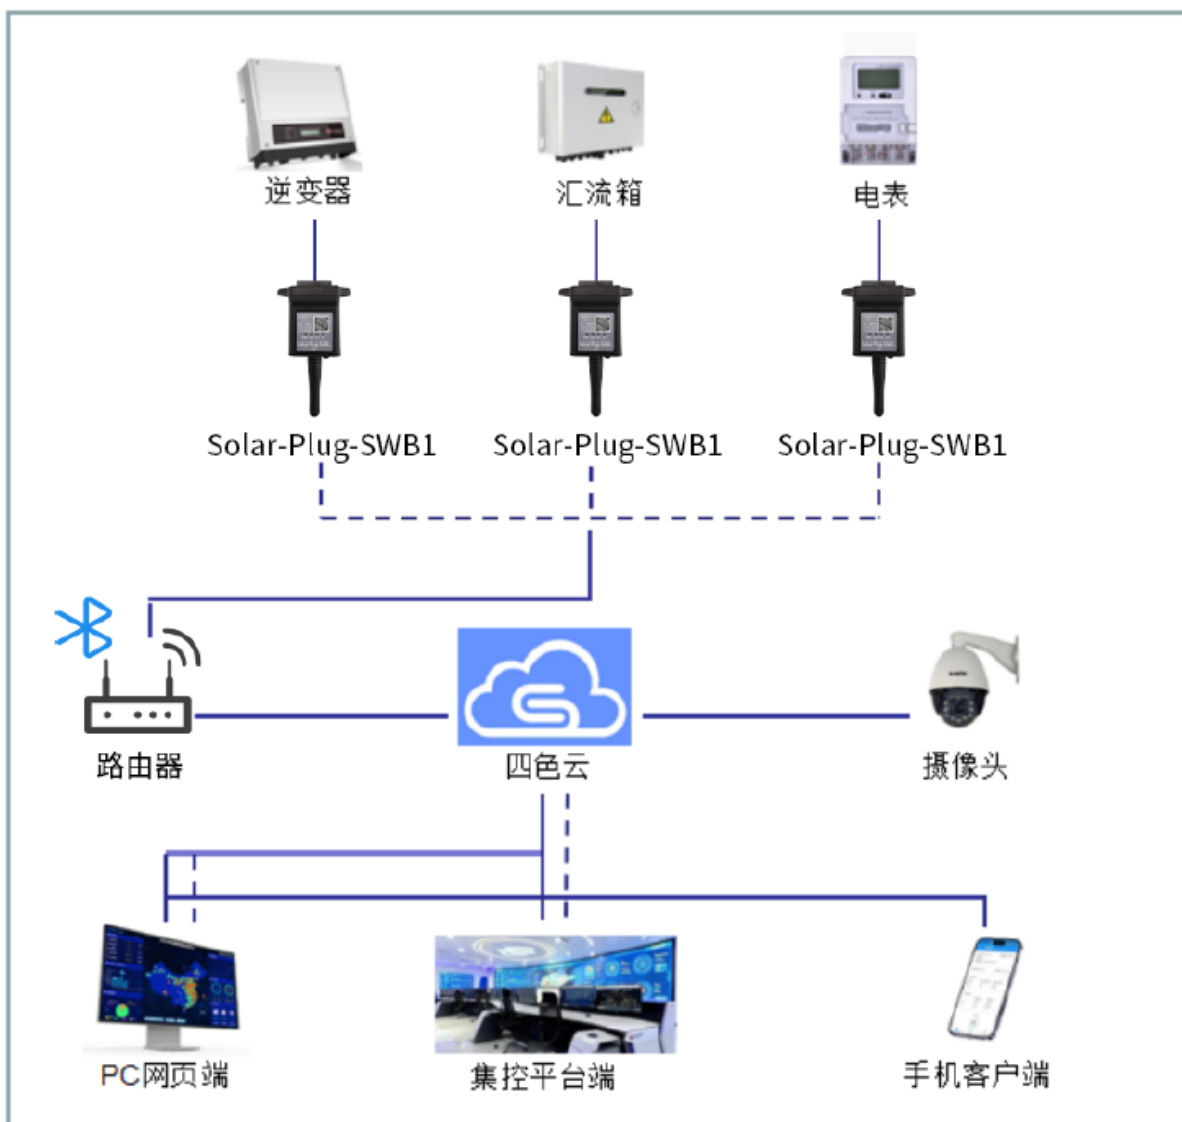 逆变器
汇流箱
电表
Solar-Plug-SWB1
Solar-Plug-SWB1
Solar-Plug-SWB1
路由器
四色云
摄像头
PC网页端
集控平台端
手机客户端